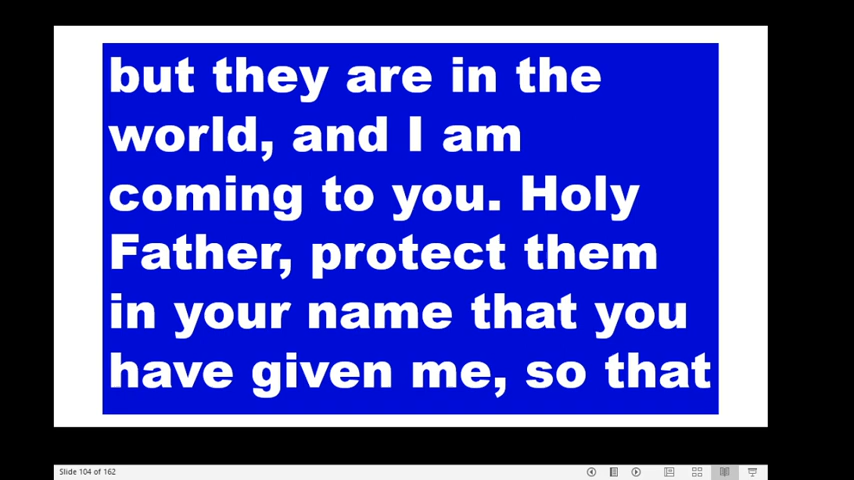 but they are in the
world, and I am
coming to you. Holy
Father, protect them
in your name that you
have given me, so that
Slide 104 of 162